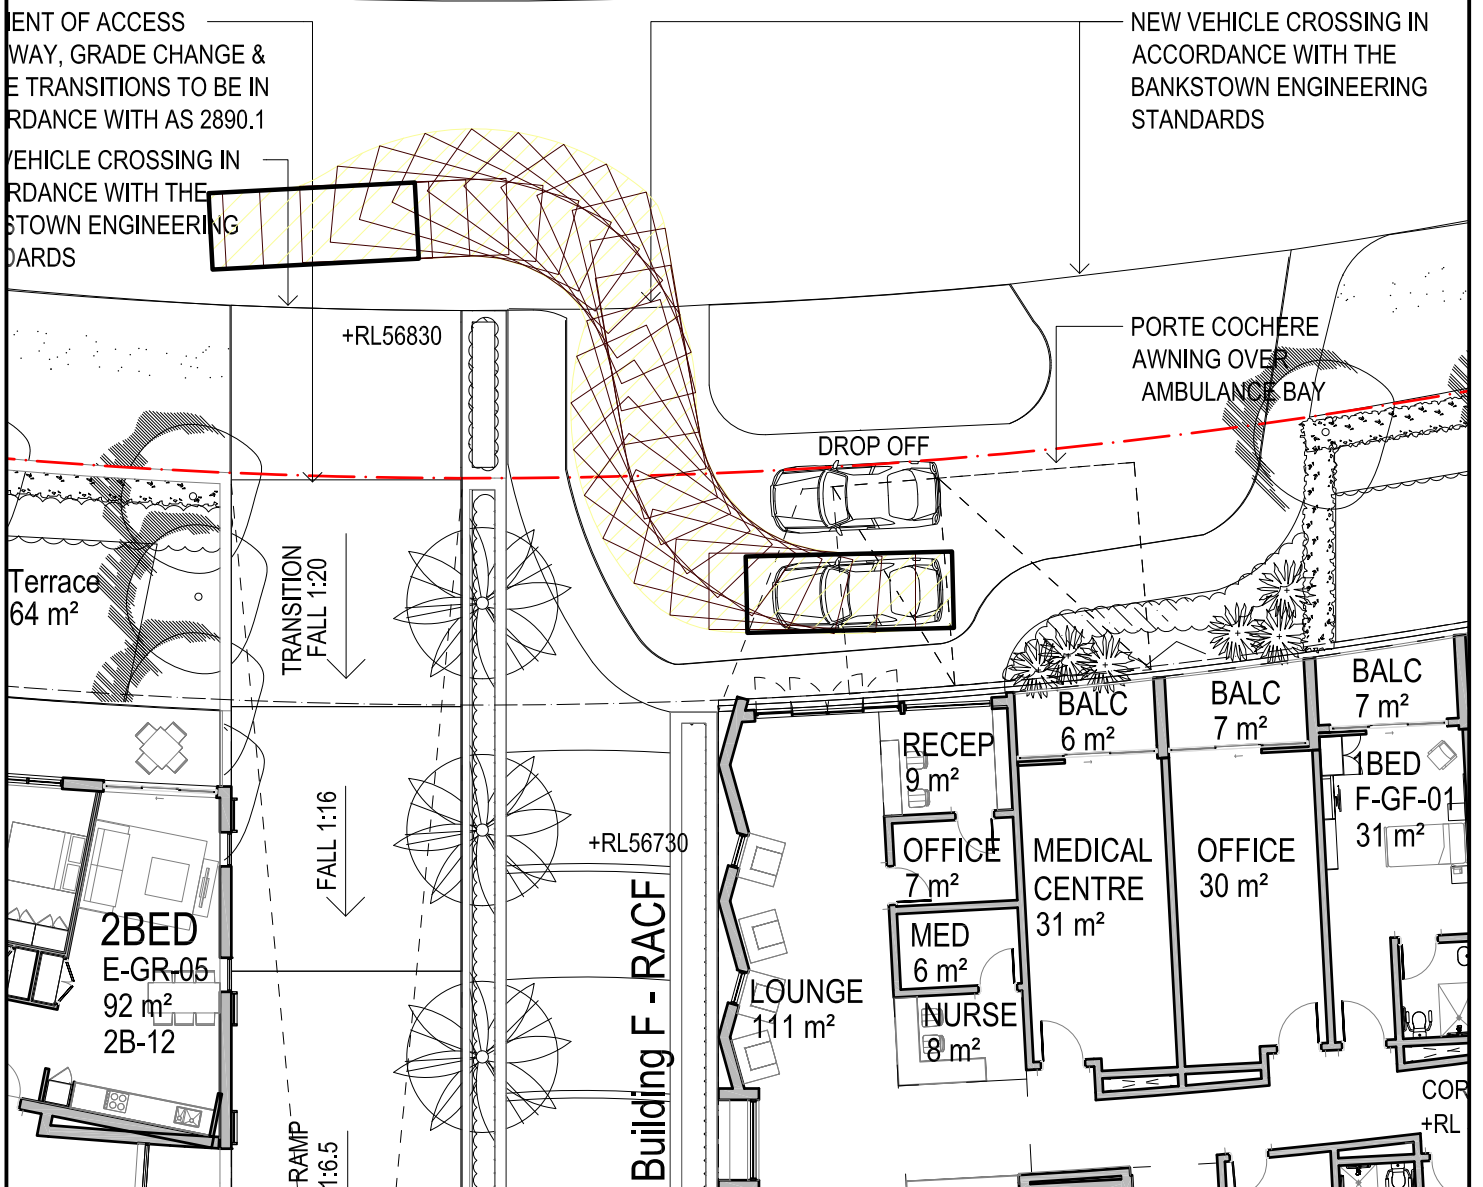 MENT OF ACCESS
WAY, GRADE CHANGE &
E TRANSITIONS TO BE IN
RDANCE WITH AS 2890.1
VEHICLE CROSSING IN
RDANCE WITH THE
STOWN ENGINEERING
DARDS
NEW VEHICLE CROSSING IN
ACCORDANCE WITH THE
BANKSTOWN ENGINEERING
STANDARDS
+RL56830
PORTE COCHERE
AWNING OVER
AMBULANCE BAY
DROP OFF
Terrace
64 m²
TRANSITION
FALL 1:20
FALL 1:16
RAMP
1:6.5
+RL56730
Building F - RACF
2BED
E-GR-05
92 m²
2B-12
LOUNGE
111 m²
RECEP
9 m²
OFFICE
7 m²
MED
6 m²
NURSE
8 m²
BALC
6 m²
MEDICAL
CENTRE
31 m²
BALC
7 m²
OFFICE
30 m²
BALC
7 m²
1BED
F-GF-01
31 m²
COR
+RL